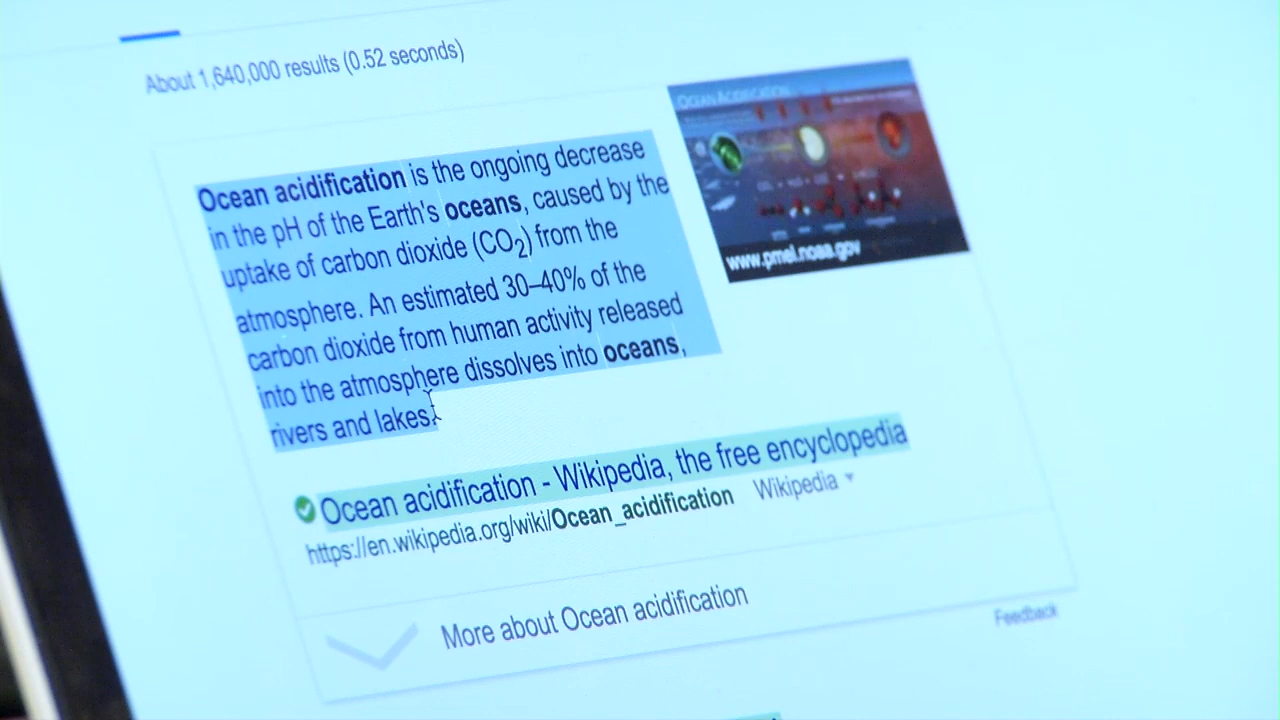 About 1,640,000 results (0.52 seconds)
OCEAN ACIDIFICATION
www.pmel.noaa.gov
Ocean acidification is the ongoing decrease
in the pH of the Earth's oceans, caused by the
uptake of carbon dioxide (CO₂) from the
atmosphere. An estimated 30–40% of the
carbon dioxide from human activity released
into the atmosphere dissolves into oceans,
rivers and lakes.
Ocean acidification - Wikipedia, the free encyclopedia
https://en.wikipedia.org/wiki/Ocean_acidification Wikipedia
More about Ocean acidification
Feedback